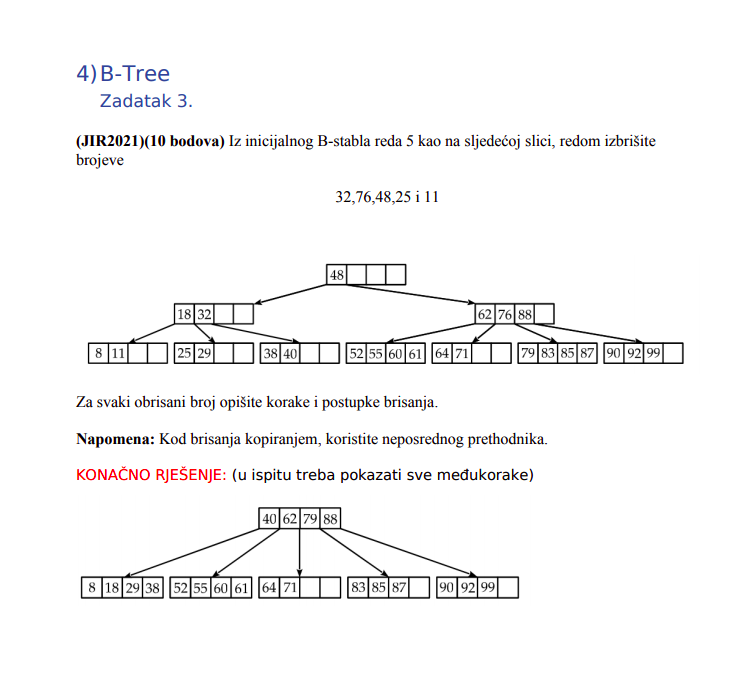 4) B-Tree
Zadatak 3.
(JIR2021)(10 bodova) Iz inicijalnog B-stabla reda 5 kao na sljedećoj slici, redom izbrišite
brojeve
32,76,48,25 i 11
48
18 32 62 76 88
8 11 25 29 38 40 52 55 60 61 64 71 79 83 85 87 90 92 99
Za svaki obrisani broj opišite korake i postupke brisanja.
Napomena: Kod brisanja kopiranjem, koristite neposrednog prethodnika.
KONAČNO RJEŠENJE: (u ispitu treba pokazati sve međukorake)
40 62 79 88
8 18 29 38 52 55 60 61 64 71 83 85 87 90 92 99